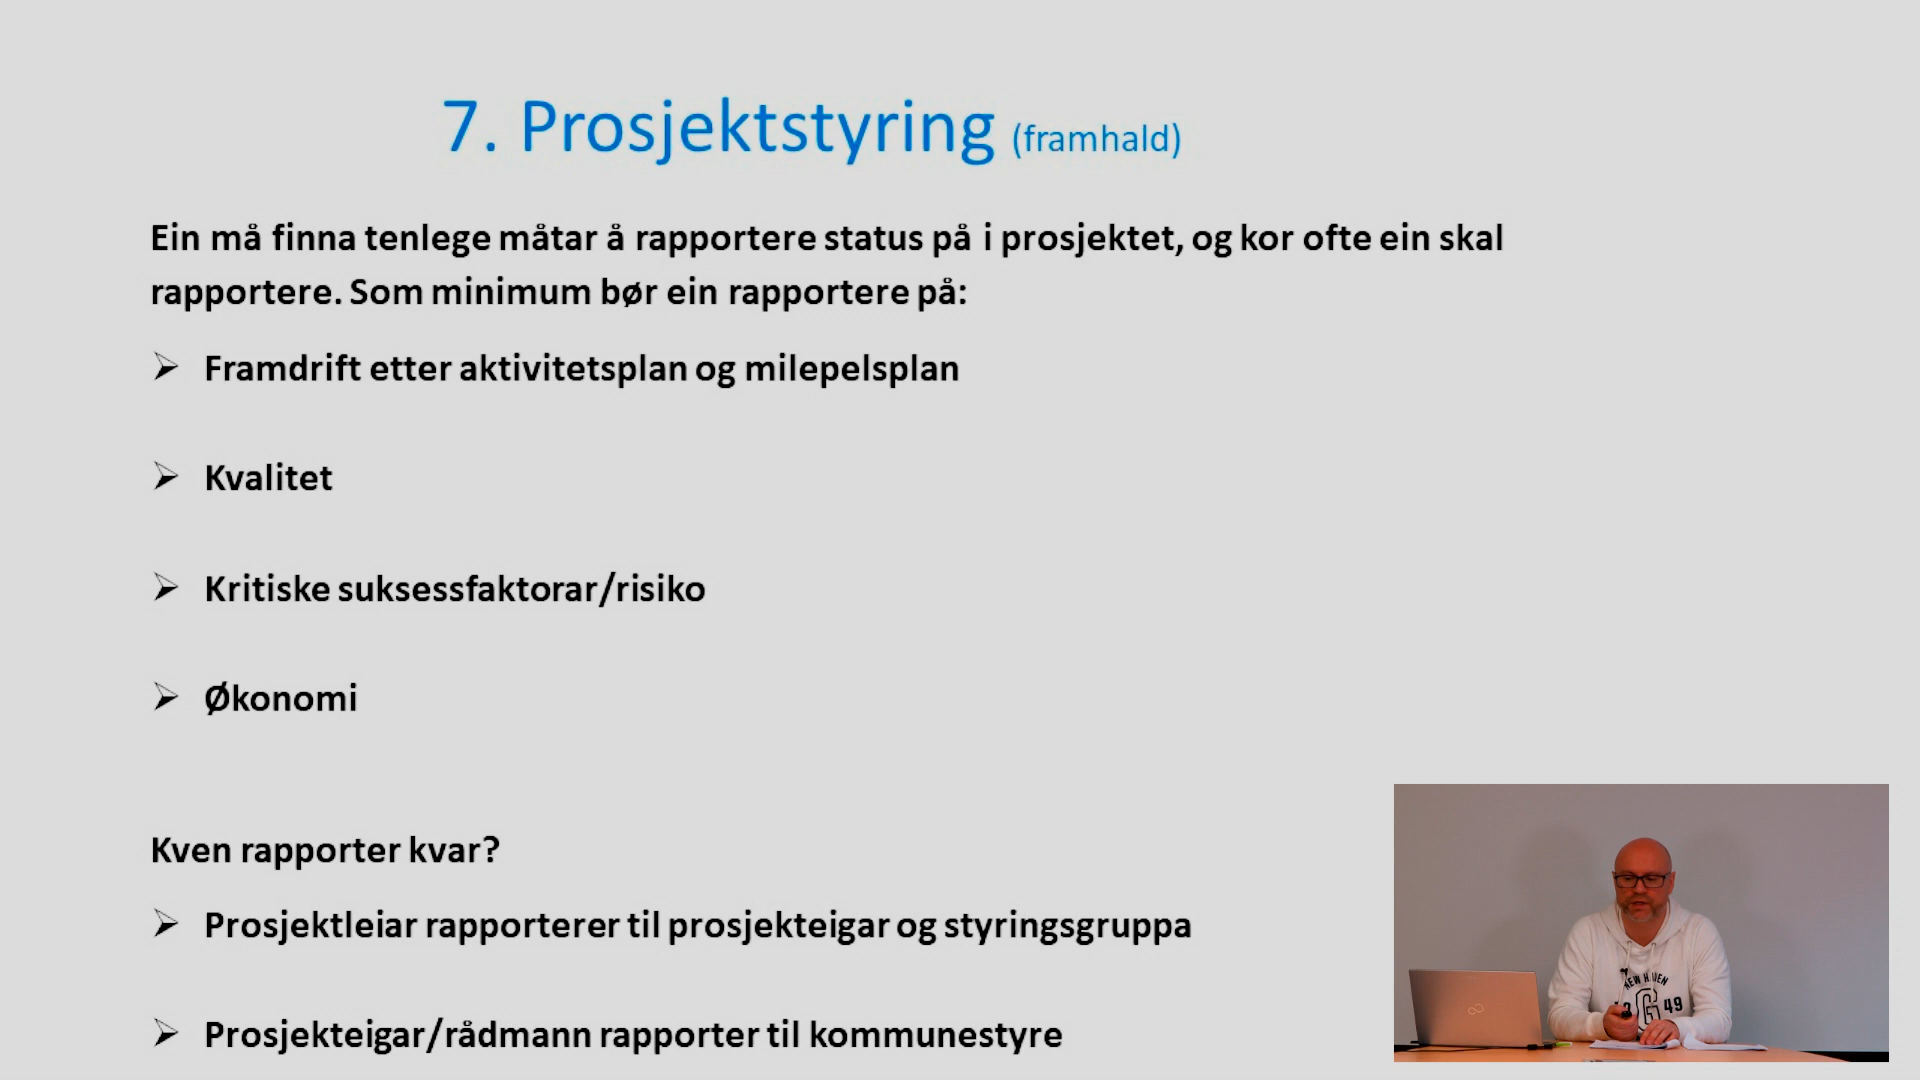 7. Prosjektstyring (framhald)
Ein må finna tenlege måtar å rapportere status på i prosjektet, og kor ofte ein skal
rapportere. Som minimum bør ein rapportere på:
Framdrift etter aktivitetsplan og milepelsplan
Kvalitet
Kritiske suksessfaktorar/risiko
Økonomi
Kven rapporter kvar?
Prosjektleiar rapporterer til prosjekteigar og styringsgruppa
Prosjekteigar/rådmann rapporter til kommunestyre
G 49